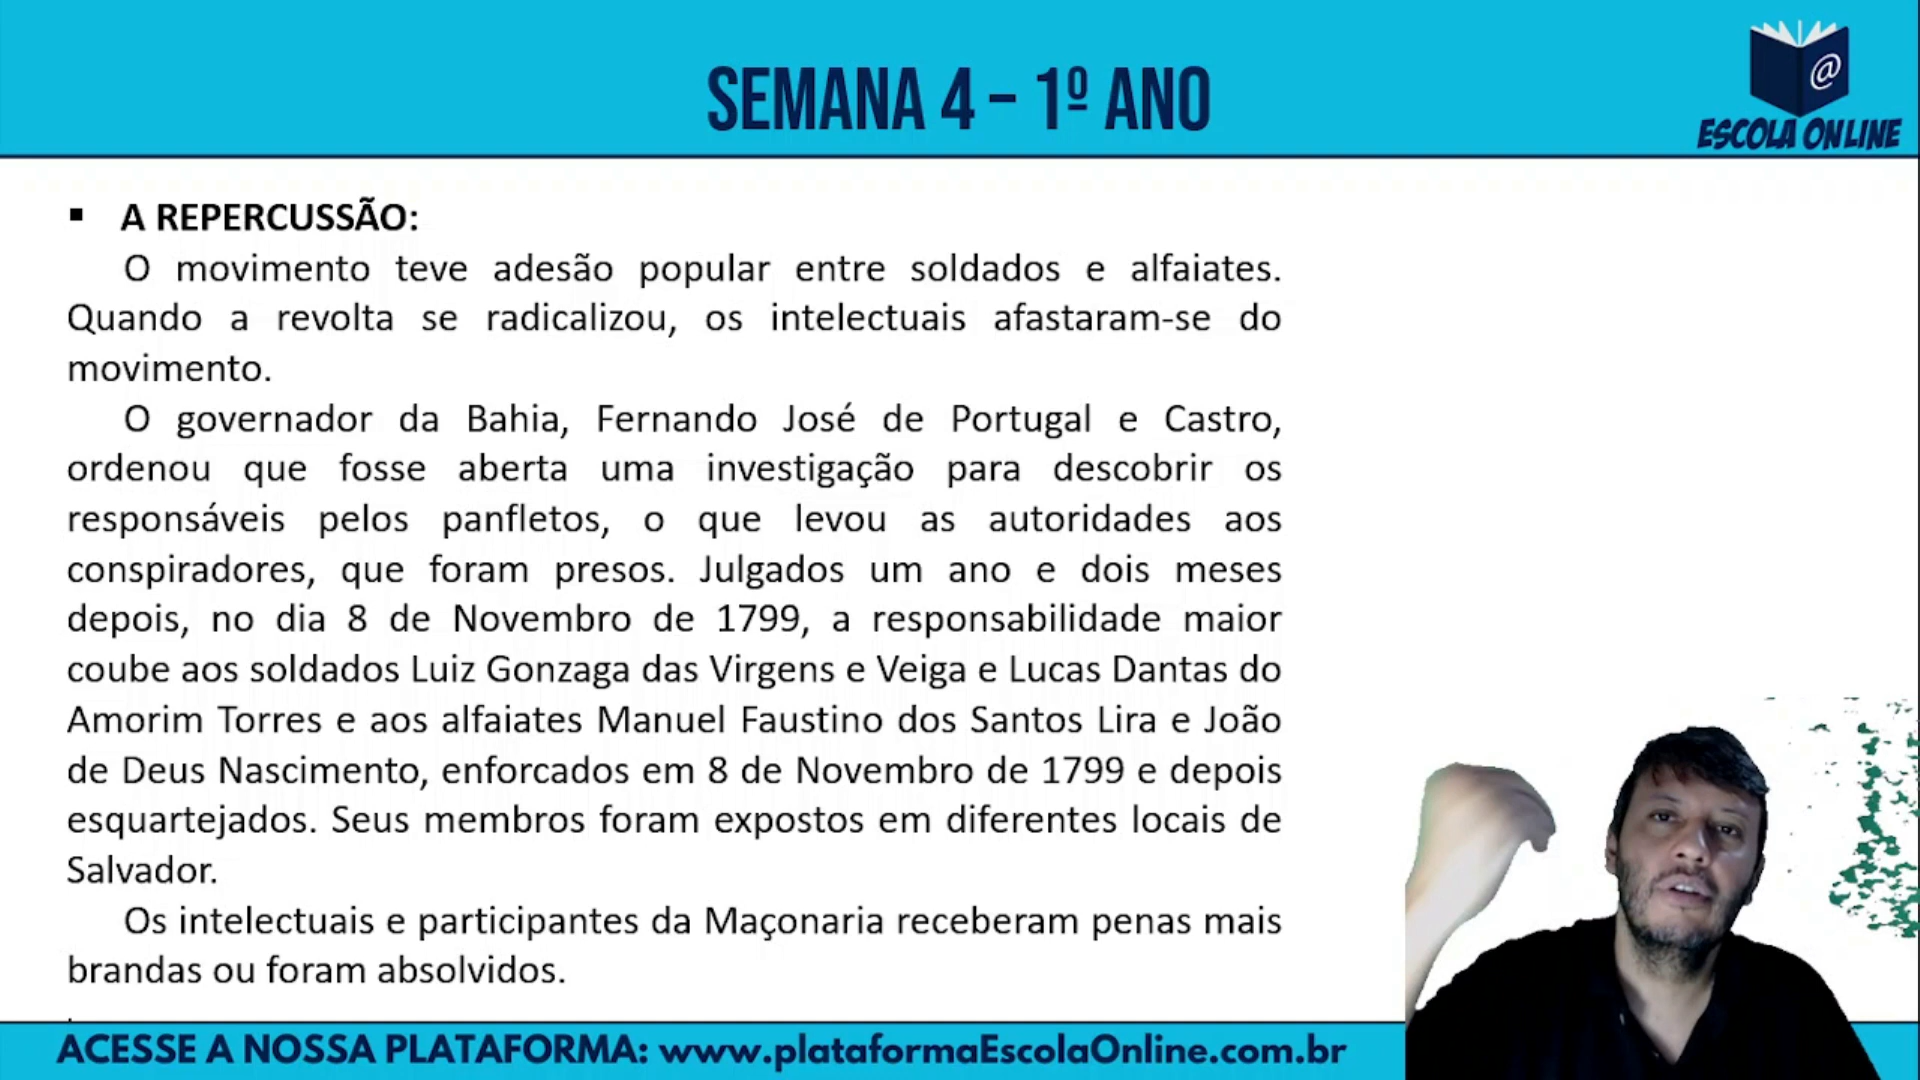 SEMANA 4 – 1º ANO
@
ESCOLA ONLINE
▪ A REPERCUSSÃO:
O movimento teve adesão popular entre soldados e alfaiates.
Quando a revolta se radicalizou, os intelectuais afastaram-se do
movimento.
O governador da Bahia, Fernando José de Portugal e Castro,
ordenou que fosse aberta uma investigação para descobrir os
responsáveis pelos panfletos, o que levou as autoridades aos
conspiradores, que foram presos. Julgados um ano e dois meses
depois, no dia 8 de Novembro de 1799, a responsabilidade maior
coube aos soldados Luiz Gonzaga das Virgens e Veiga e Lucas Dantas do
Amorim Torres e aos alfaiates Manuel Faustino dos Santos Lira e João
de Deus Nascimento, enforcados em 8 de Novembro de 1799 e depois
esquartejados. Seus membros foram expostos em diferentes locais de
Salvador.
Os intelectuais e participantes da Maçonaria receberam penas mais
brandas ou foram absolvidos.
.
ACESSE A NOSSA PLATAFORMA: www.plataformaEscolaOnline.com.br